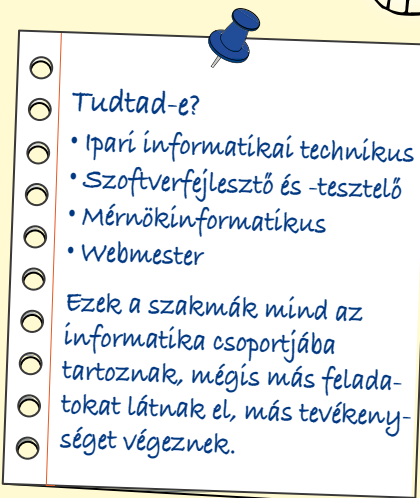 Tudtad-e?
• Ipari informatikai technikus
• Szoftverfejlesztő és -tesztelő
• Mérnökinformatikus
• Webmester
Ezek a szakmák mind az
informatika csoportjába
tartoznak, mégis más felada-
tokat látnak el, más tevékeny-
séget végeznek.